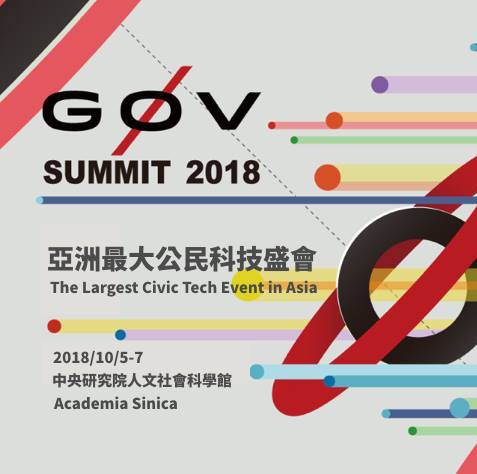 GØV
SUMMIT 2018
亞洲最大公民科技盛會
The Largest Civic Tech Event in Asia
2018/10/5-7
中央研究院人文社會科學館
Academia Sinica